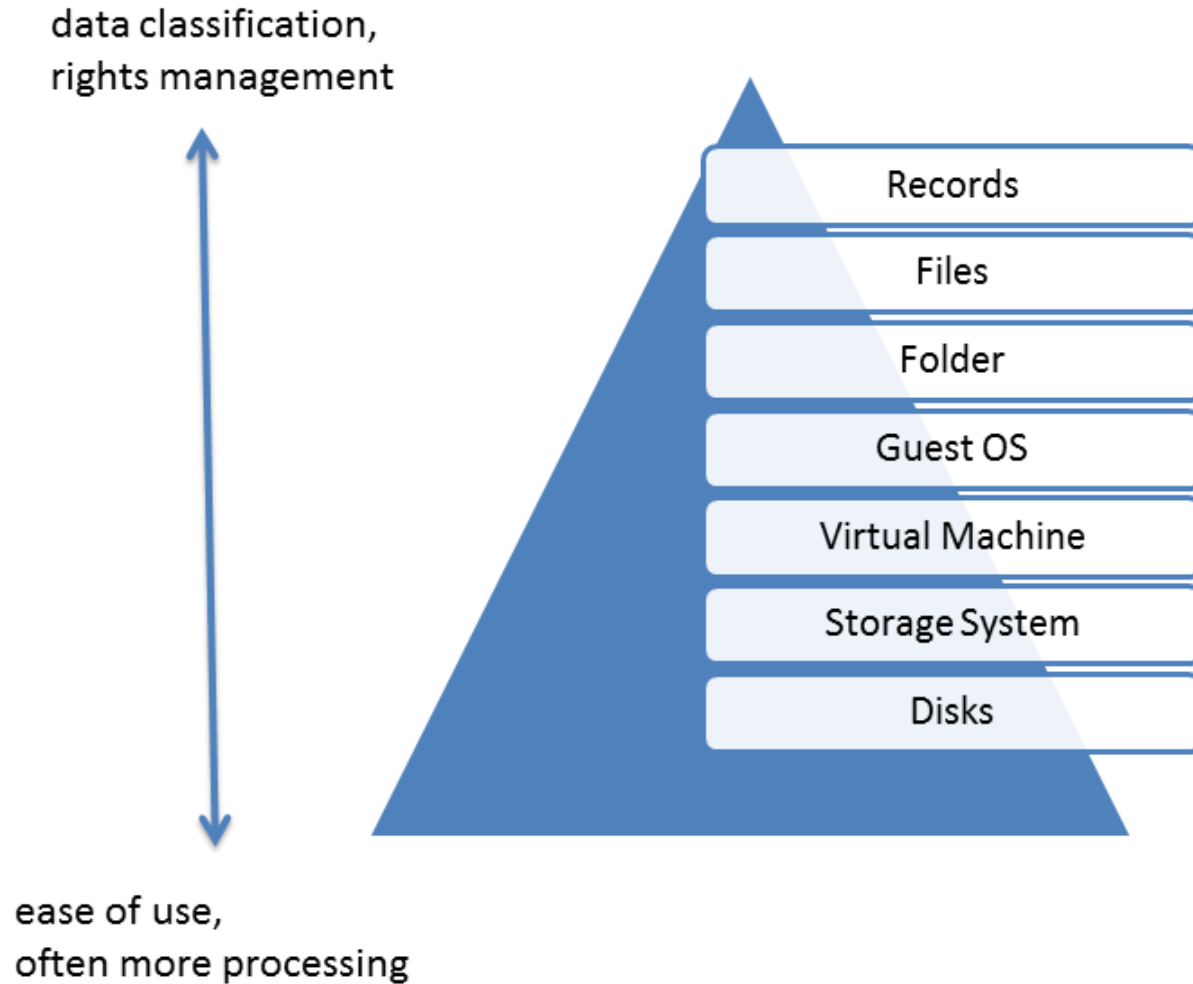 data classification,
rights management
Records
Files
Folder
Guest OS
Virtual Machine
Storage System
Disks
ease of use,
often more processing